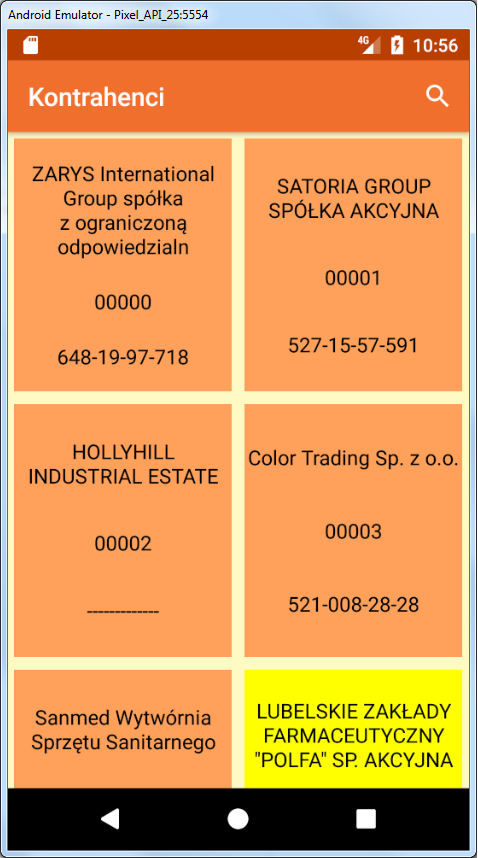 Android Emulator - Pixel_API_25:5554
4G
10:56
Kontrahenci
ZARYS International
Group spółka
z ograniczoną
odpowiedzialn
00000
648-19-97-718
SATORIA GROUP
SPÓŁKA AKCYJNA
00001
527-15-57-591
HOLLYHILL
INDUSTRIAL ESTATE
00002
-------------
Color Trading Sp. z o.o.
00003
521-008-28-28
Sanmed Wytwórnia
Sprzętu Sanitarnego
LUBELSKIE ZAKŁADY
FARMACEUTYCZNY
"POLFA" SP. AKCYJNA